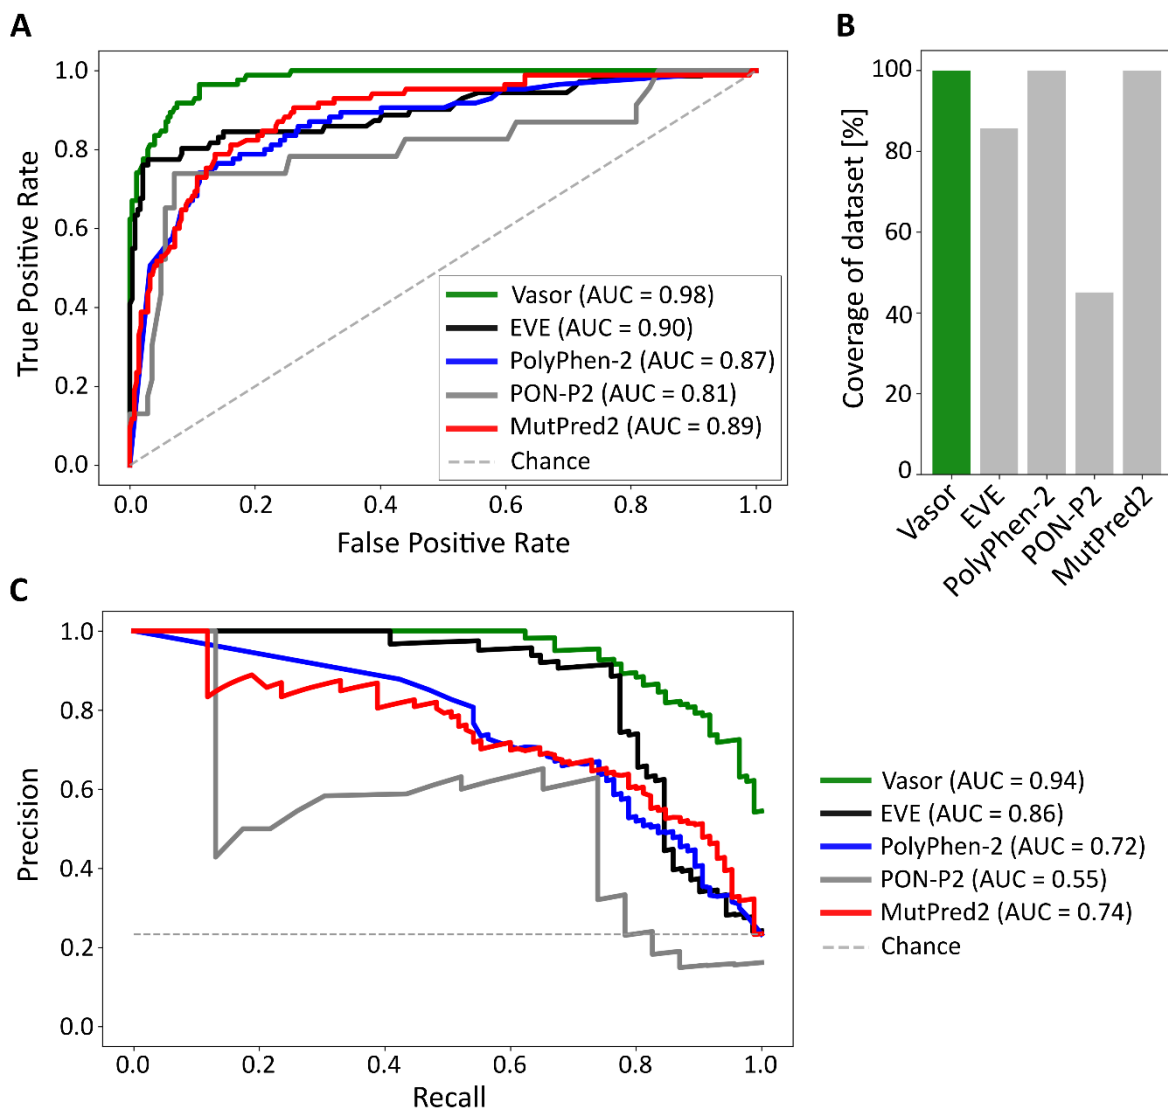 A
True Positive Rate
1.0
0.8
0.6
0.4
0.2
0.0
Vasor (AUC = 0.98)
EVE (AUC = 0.90)
PolyPhen-2 (AUC = 0.87)
PON-P2 (AUC = 0.81)
MutPred2 (AUC = 0.89)
Chance
0.0 0.2 0.4 0.6 0.8 1.0
False Positive Rate
B
Coverage of dataset [%]
100
80
60
40
20
0
Vasor
EVE
PolyPhen-2
PON-P2
MutPred2
C
Precision
1.0
0.8
0.6
0.4
0.2
0.0
0.0 0.2 0.4 0.6 0.8 1.0
Recall
Vasor (AUC = 0.94)
EVE (AUC = 0.86)
PolyPhen-2 (AUC = 0.72)
PON-P2 (AUC = 0.55)
MutPred2 (AUC = 0.74)
Chance